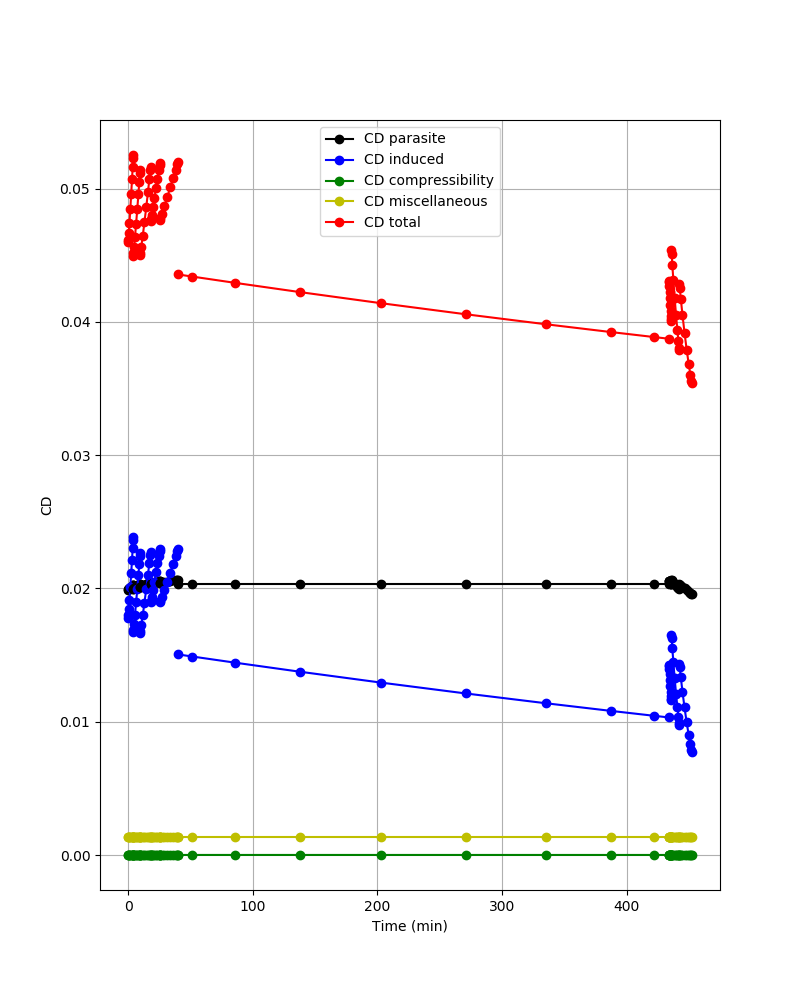 CD parasite
CD induced
CD compressibility
CD miscellaneous
CD total
0.05
0.04
0.03
0.02
0.01
0.00
CD
0 100 200 300 400
Time (min)